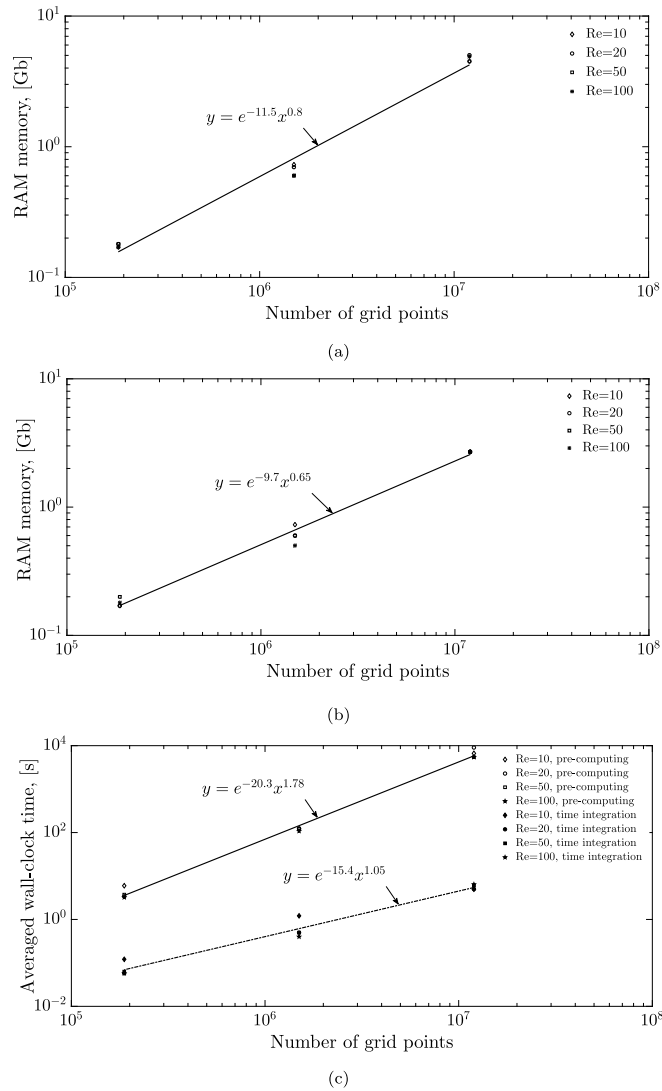 10^1
Re=10
Re=20
Re=50
Re=100
y = e^{-11.5}x^{0.8}
10^0
RAM memory, [Gb]
10^{-1}
10^5
10^6
10^7
10^8
Number of grid points
(a)
10^1
Re=10
Re=20
Re=50
Re=100
y = e^{-9.7}x^{0.65}
10^0
RAM memory, [Gb]
10^{-1}
10^5
10^6
10^7
10^8
Number of grid points
(b)
10^4
Re=10, pre-computing
Re=20, pre-computing
Re=50, pre-computing
Re=100, pre-computing
Re=10, time integration
Re=20, time integration
Re=50, time integration
Re=100, time integration
y = e^{-20.3}x^{1.78}
10^2
y = e^{-15.4}x^{1.05}
10^0
Averaged wall-clock time, [s]
10^{-2}
10^5
10^6
10^7
10^8
Number of grid points
(c)